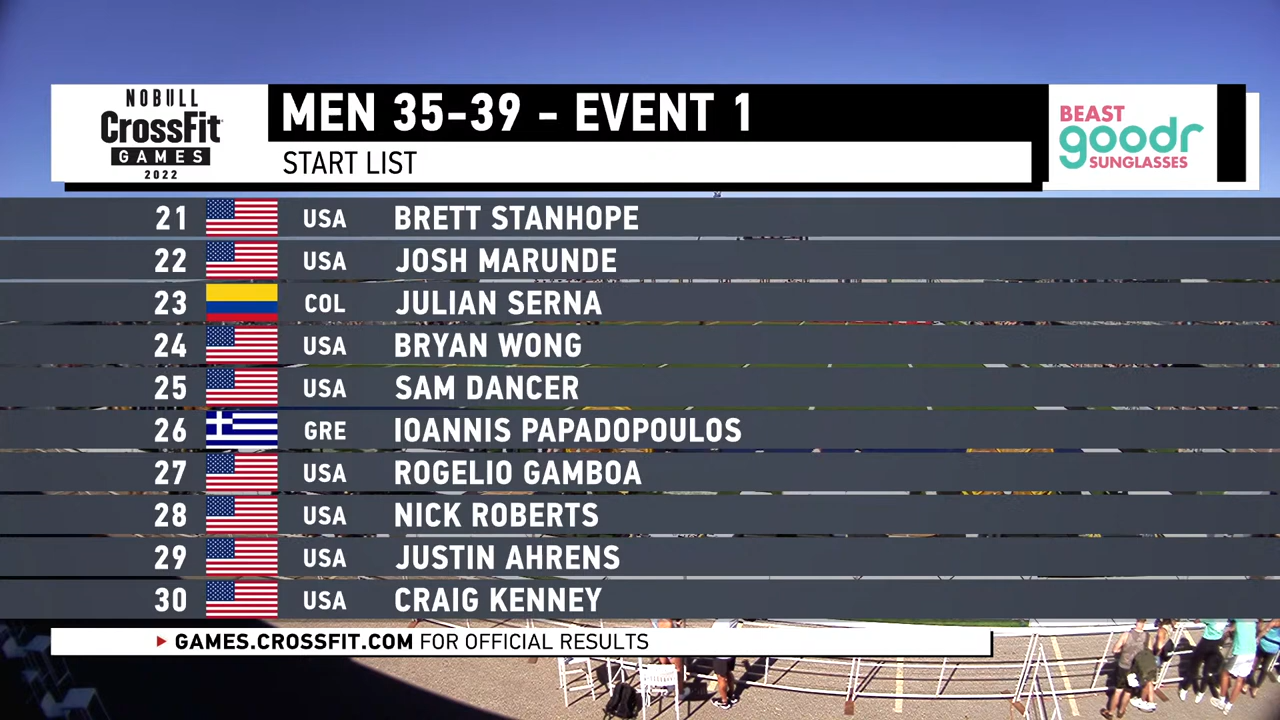 NOBULL
CrossFit
GAMES
2022
MEN 35-39 - EVENT 1
START LIST
BEAST
goodr
SUNGLASSES
21 USA BRETT STANHOPE
22 USA JOSH MARUNDE
23 COL JULIAN SERNA
24 USA BRYAN WONG
25 USA SAM DANCER
26 GRE IOANNIS PAPADOPOULOS
27 USA ROGELIO GAMBOA
28 USA NICK ROBERTS
29 USA JUSTIN AHRENS
30 USA CRAIG KENNEY
GAMES.CROSSFIT.COM FOR OFFICIAL RESULTS